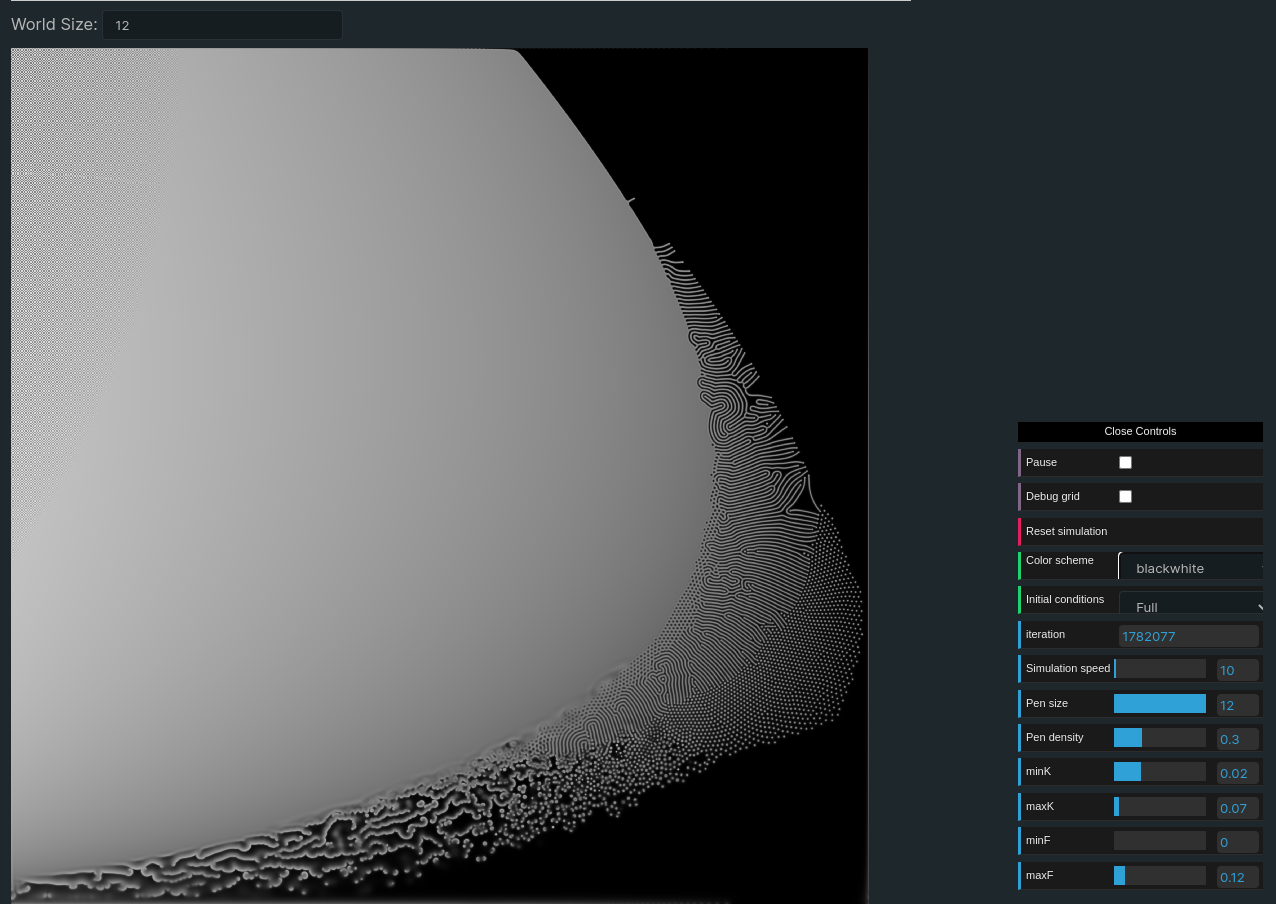 World Size: 12
Close Controls
Pause
Debug grid
Reset simulation
Color scheme blackwhite
Initial conditions Full
iteration 1782077
Simulation speed 10
Pen size 12
Pen density 0.3
minK 0.02
maxK 0.07
minF 0
maxF 0.12